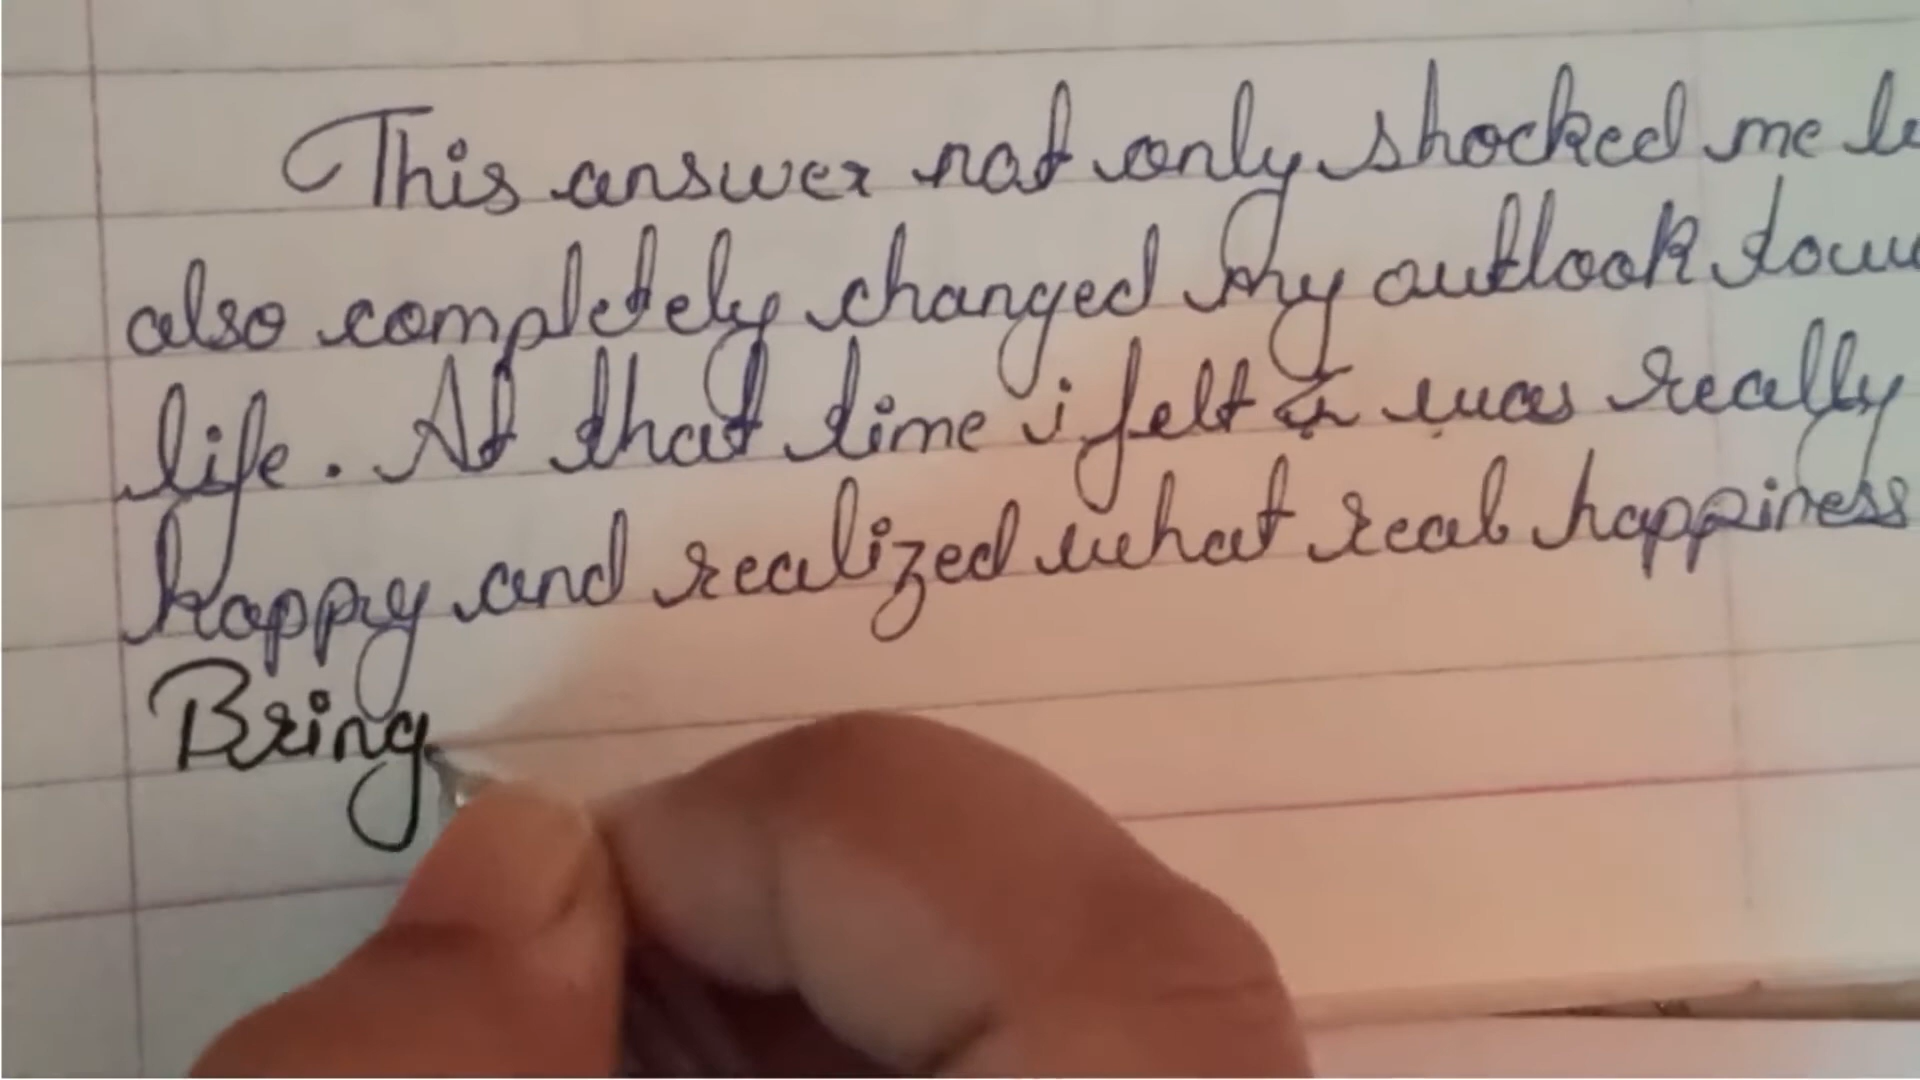 This answer not only shocked me
also completely changed my outlook
life. At that time i felt was really
happy and realized what real happiness
Bring